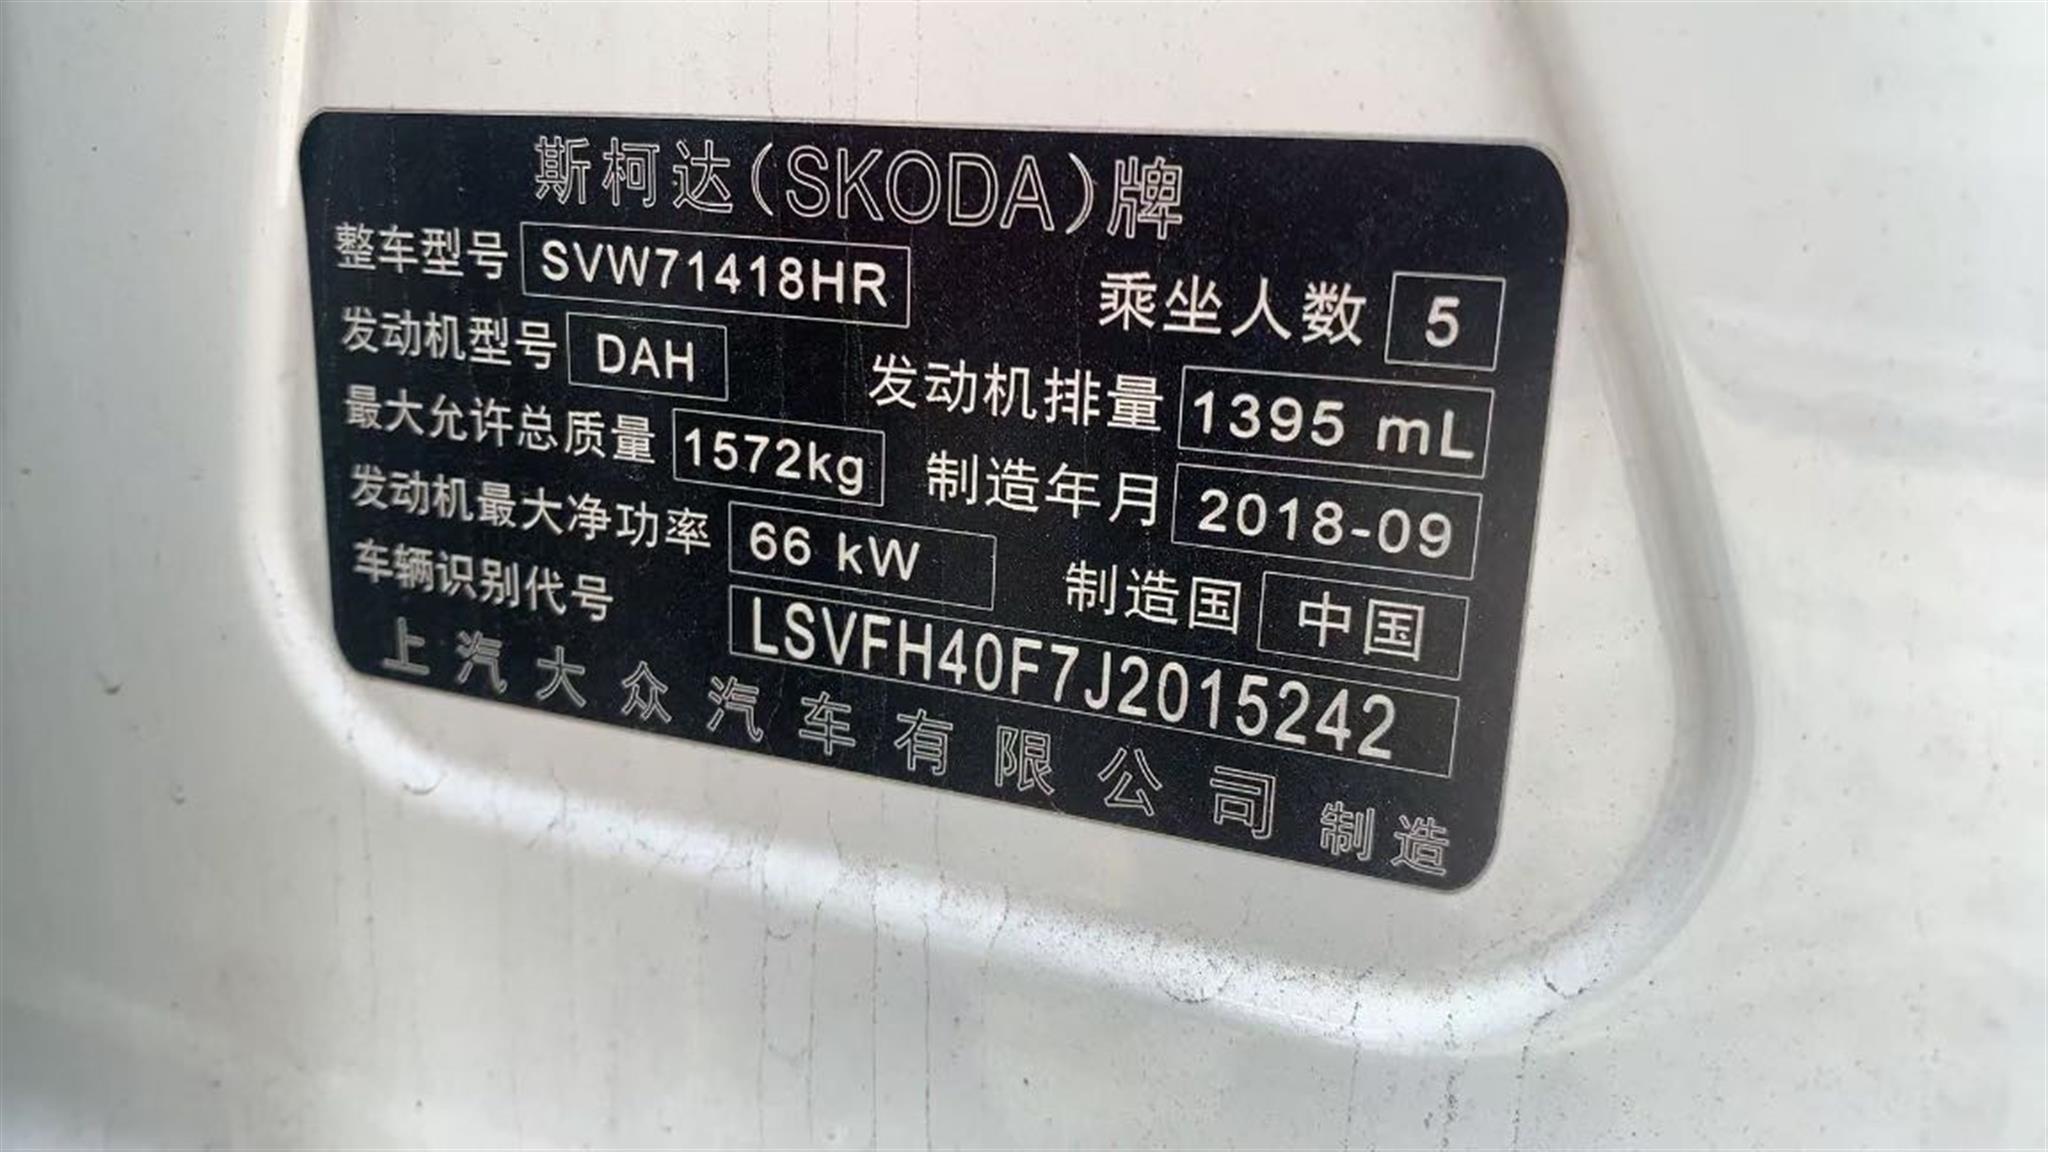 斯柯达(SKODA)牌
整车型号 SVW71418HR 乘坐人数 5
发动机型号 DAH 发动机排量 1395 mL
最大允许总质量 1572kg 制造年月 2018-09
发动机最大净功率 66 kW 制造国 中国
车辆识别代号 LSVFH40F7J2015242
上汽大众汽车有限公司 制造